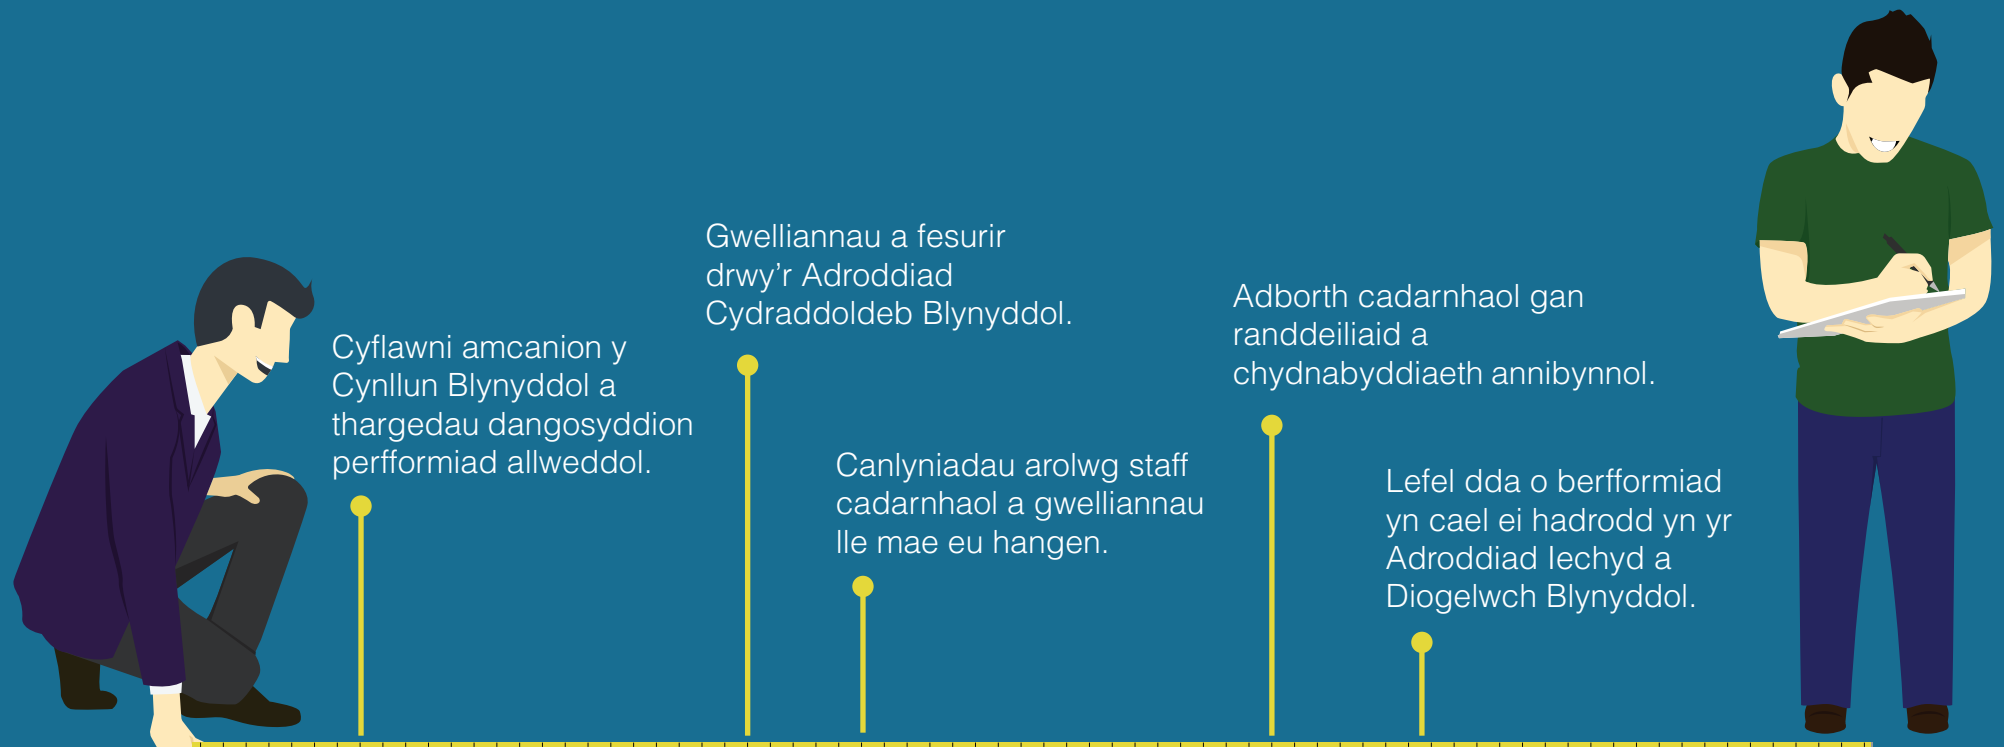 Cyflawni amcanion y
Cynllun Blynyddol a
thargedau dangosyddion
perfformiad allweddol.
Gwelliannau a fesurir
drwy’r Adroddiad
Cydraddoldeb Blynyddol.
Canlyniadau arolwg staff
cadarnhaol a gwelliannau
lle mae eu hangen.
Adborth cadarnhaol gan
randdeiliaid a
chydnabyddiaeth annibynnol.
Lefel dda o berfformiad
yn cael ei hadrodd yn yr
Adroddiad Iechyd a
Diogelwch Blynyddol.